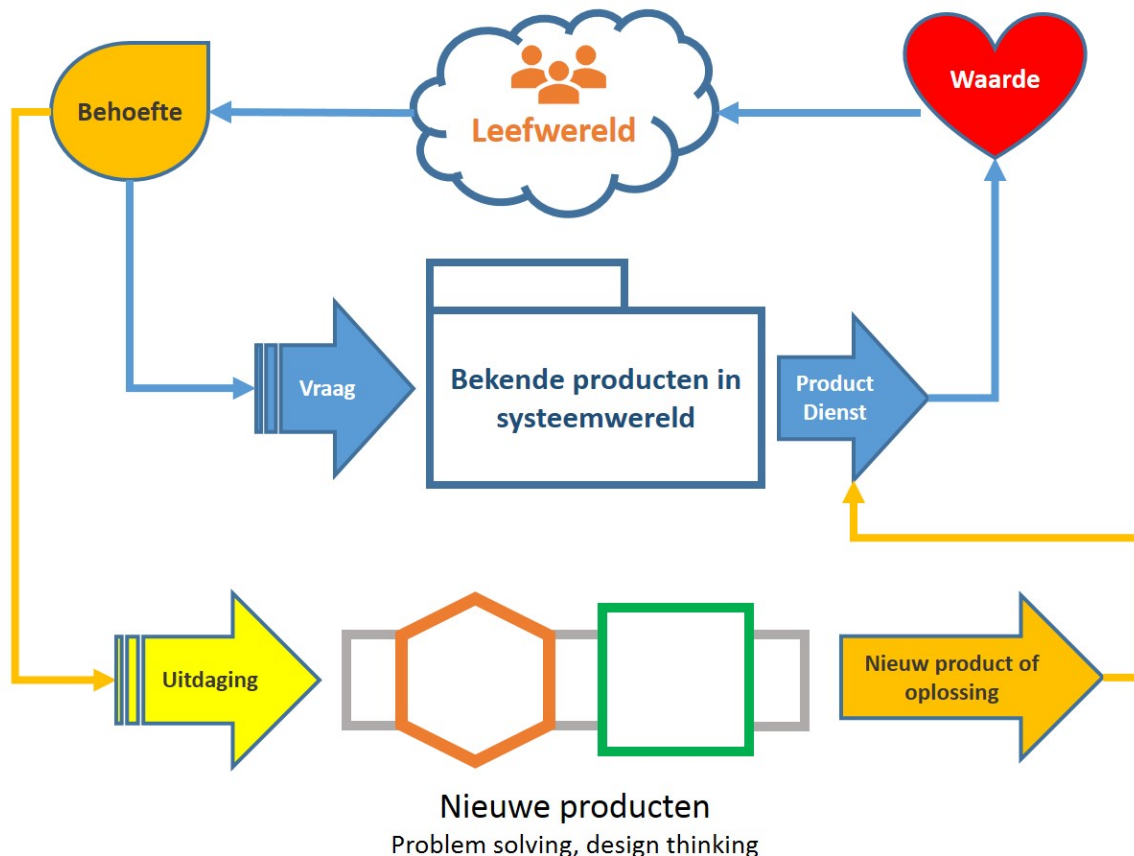 Behoefte
Leefwereld
Waarde
Vraag
Bekende producten in
systeemwereld
Product
Dienst
Uitdaging
Nieuw product of
oplossing
Nieuwe producten
Problem solving, design thinking